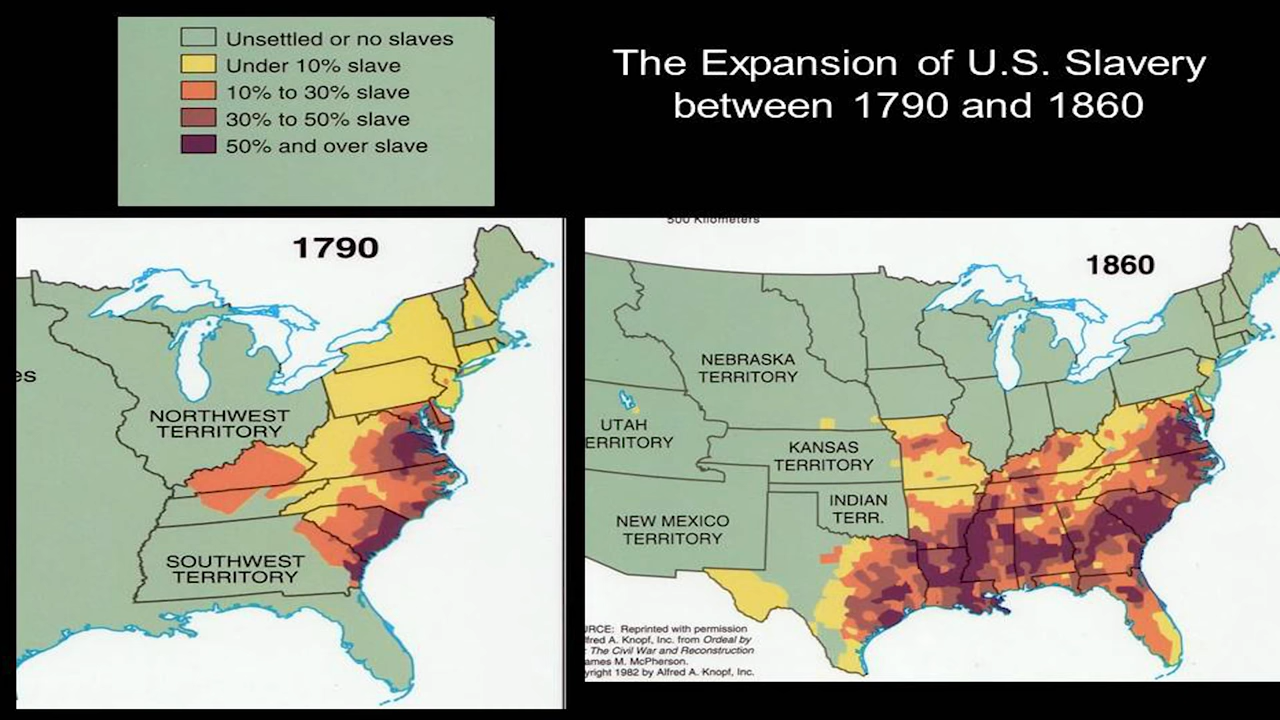 Unsettled or no slaves
Under 10% slave
10% to 30% slave
30% to 50% slave
50% and over slave
The Expansion of U.S. Slavery
between 1790 and 1860
1790
es
NORTHWEST
TERRITORY
SOUTHWEST
TERRITORY
500 Kilometers
1860
NEBRASKA
TERRITORY
UTAH
ERRITORY
KANSAS
TERRITORY
INDIAN
TERR.
NEW MEXICO
TERRITORY
RCE: Reprinted with permission
lfred A. Knopf, Inc. from Ordeal by
: The Civil War and Reconstruction
ames M. McPherson.
yright 1982 by Alfred A. Knopf, Inc.